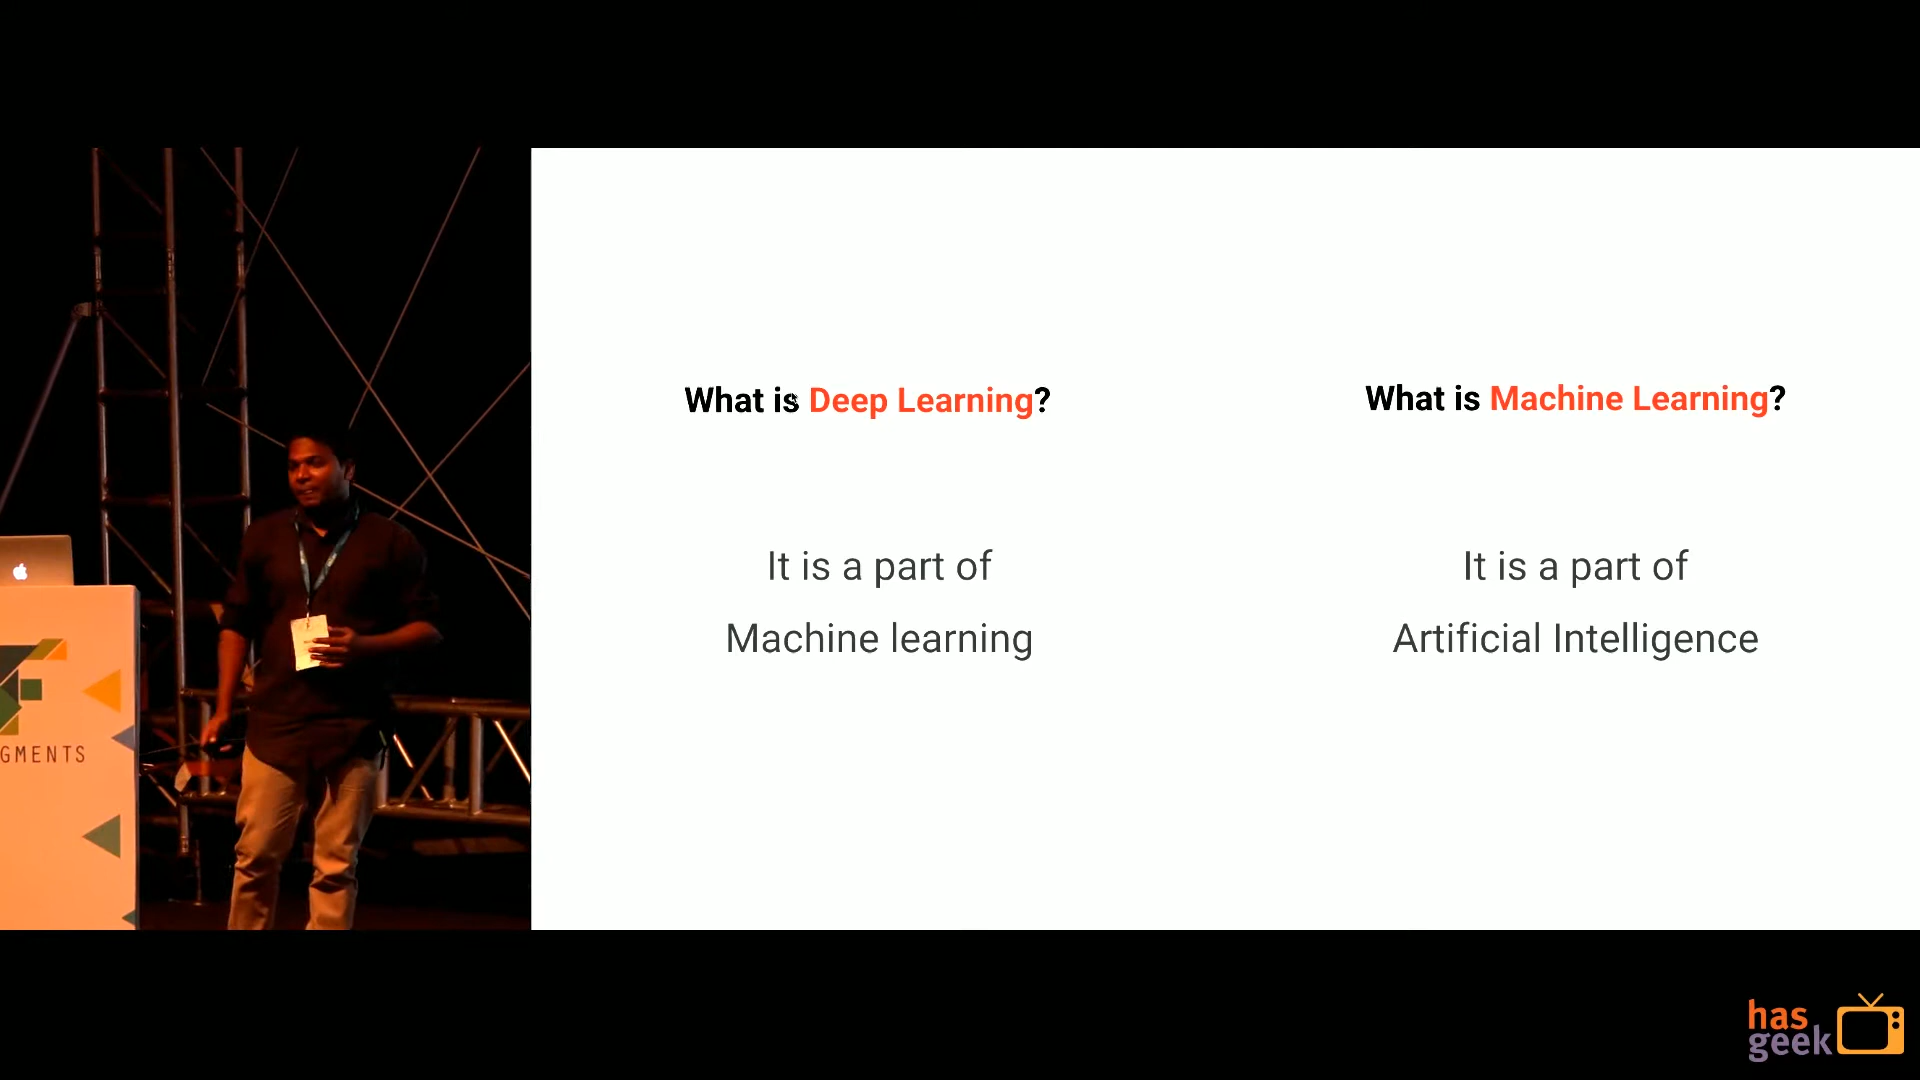 What is Deep Learning?
It is a part of
Machine learning
What is Machine Learning?
It is a part of
Artificial Intelligence
GMENTS
has
geek